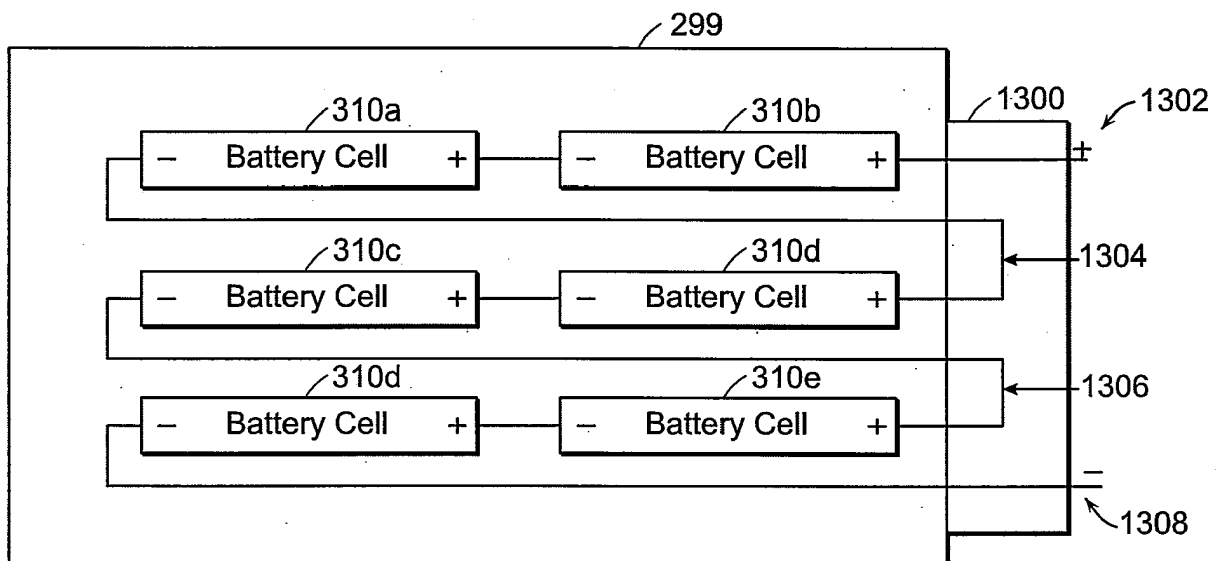 299
1300
1302
310a
310b
− Battery Cell +
− Battery Cell +
+
310c
310d
1304
− Battery Cell +
− Battery Cell +
310d
310e
1306
− Battery Cell +
− Battery Cell +
−
1308